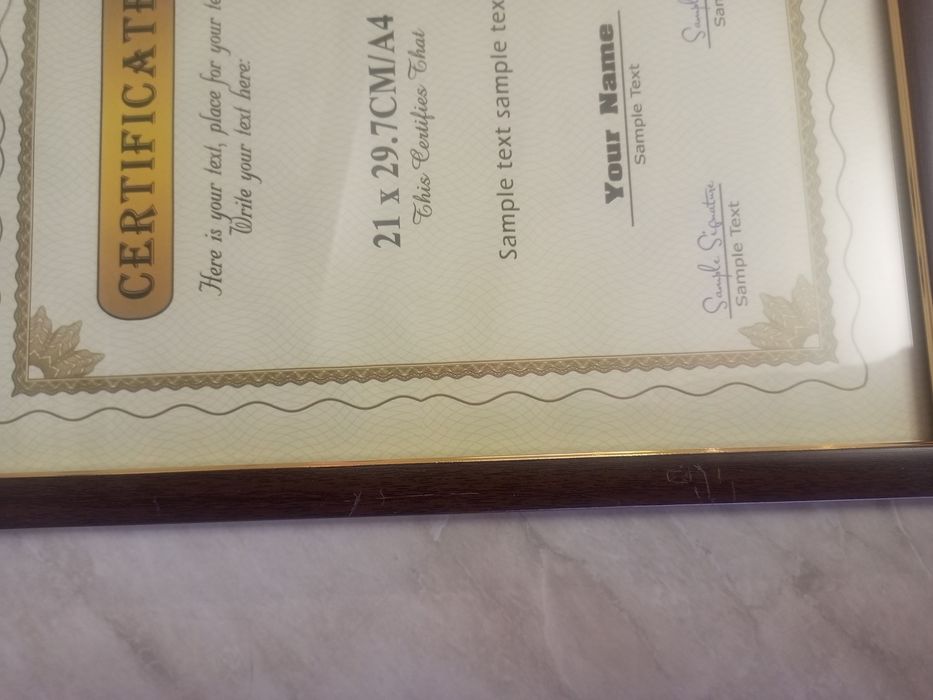 CERTIFICATE
Here is your text, place for your
Write your text here:
21 x 29.7CM/A4
This Certifies That
Sample text sample
Your Name
Sample Text
Sample Signature
Sample Text